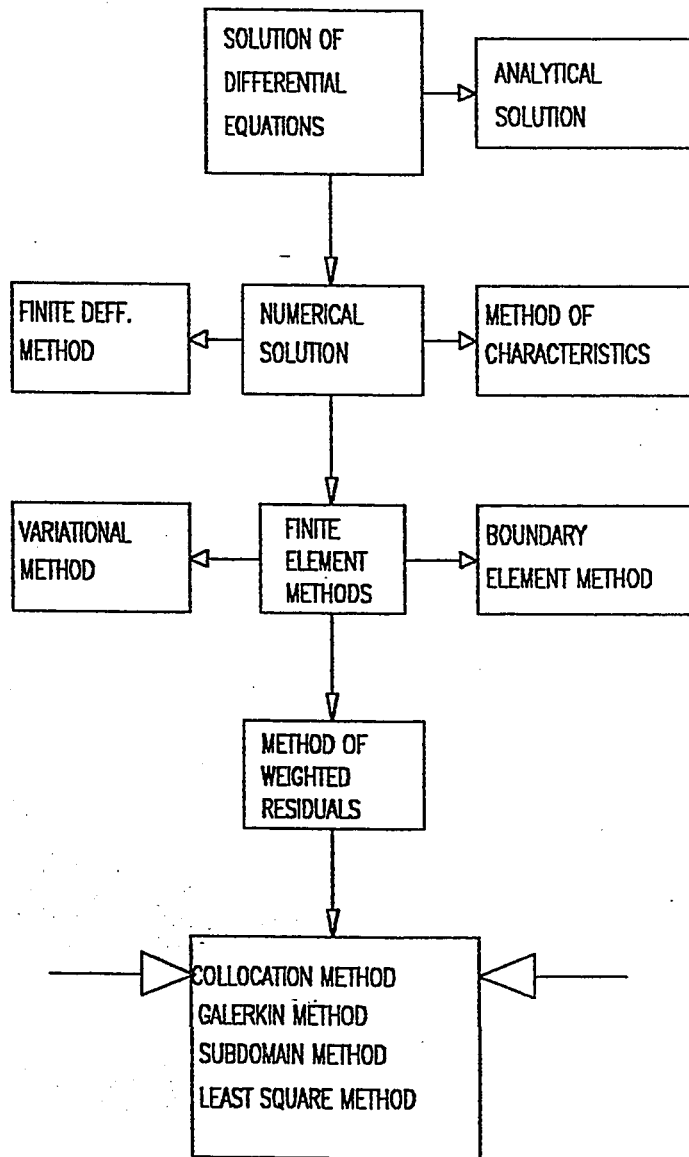 SOLUTION OF
DIFFERENTIAL
EQUATIONS
ANALYTICAL
SOLUTION
FINITE DEFF.
METHOD
NUMERICAL
SOLUTION
METHOD OF
CHARACTERISTICS
VARIATIONAL
METHOD
FINITE
ELEMENT
METHODS
BOUNDARY
ELEMENT METHOD
METHOD OF
WEIGHTED
RESIDUALS
COLLOCATION METHOD
GALERKIN METHOD
SUBDOMAIN METHOD
LEAST SQUARE METHOD